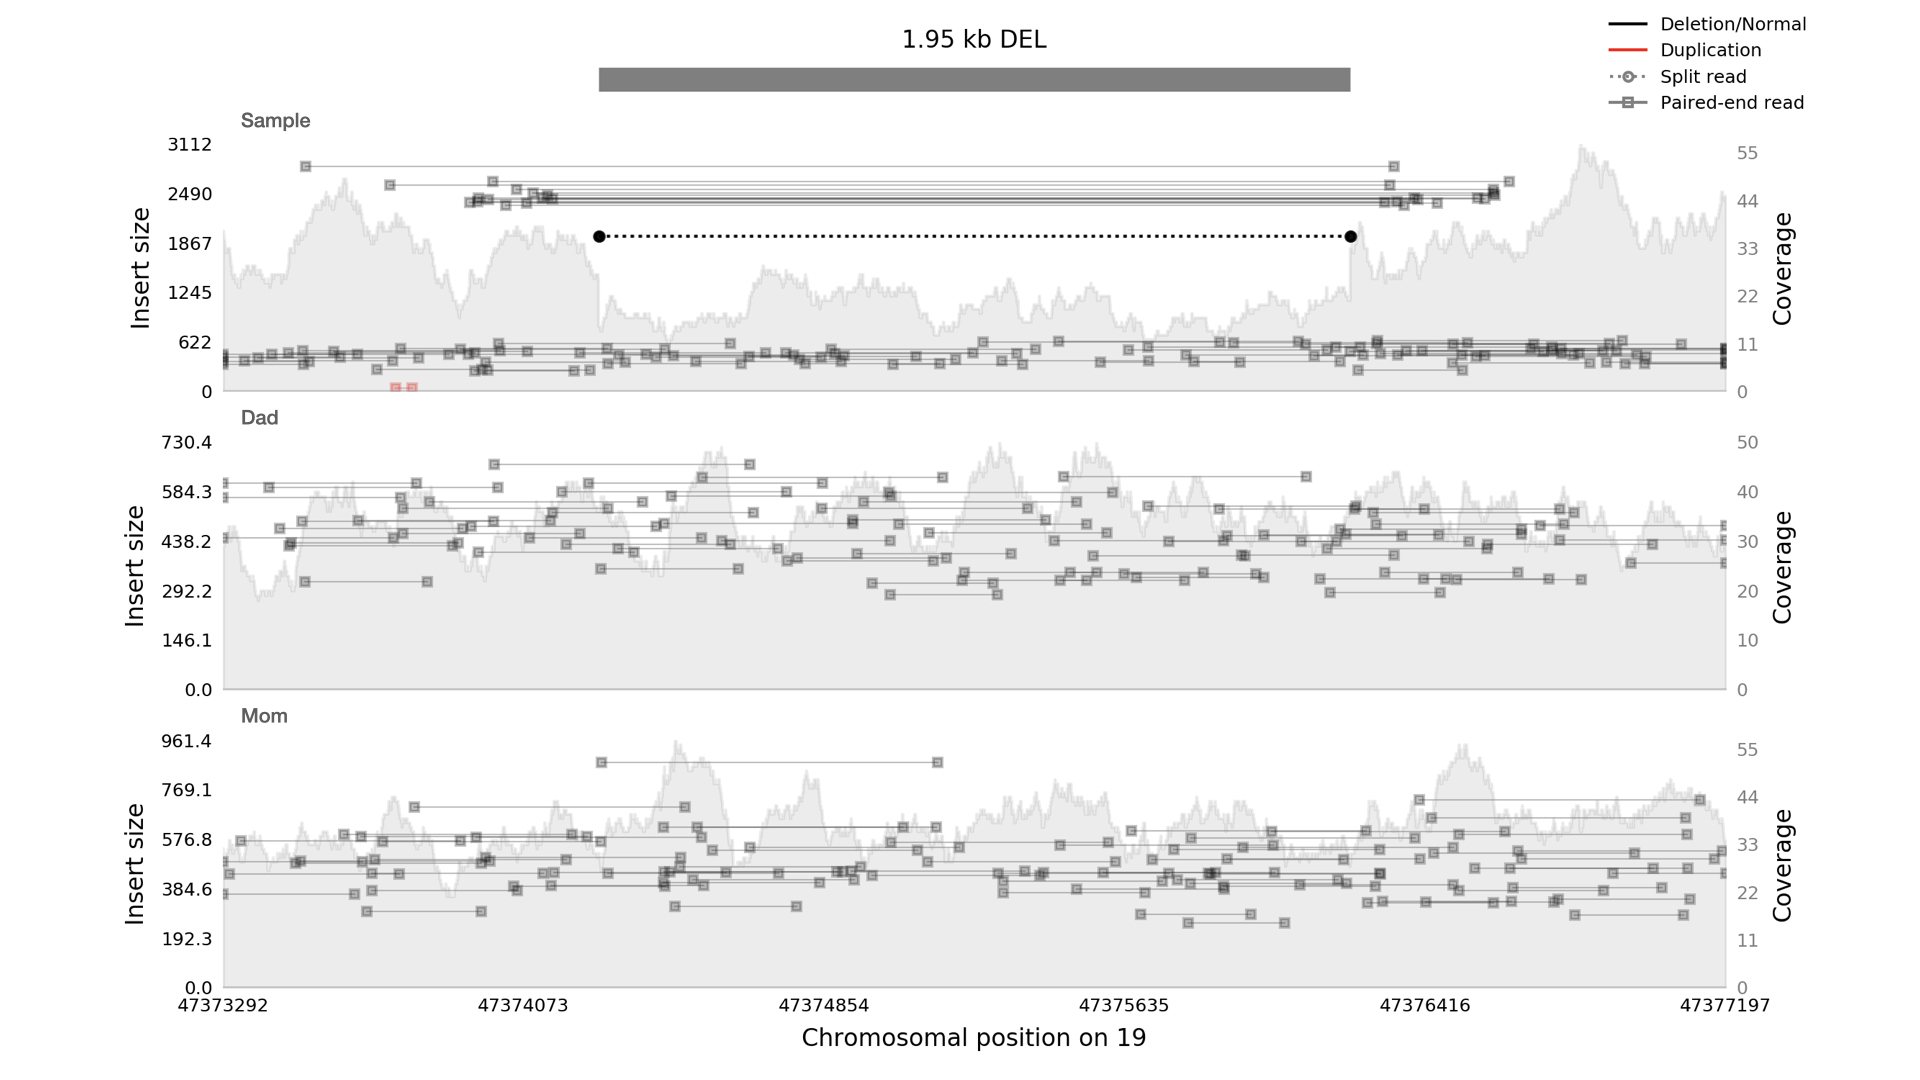 1.95 kb DEL
Deletion/Normal
Duplication
Split read
Paired-end read
Sample
3112
2490
1867
1245
622
0
Insert size
55
44
33
22
11
0
Coverage
Dad
730.4
584.3
438.2
292.2
146.1
0.0
Insert size
50
40
30
20
10
0
Coverage
Mom
961.4
769.1
576.8
384.6
192.3
0.0
Insert size
55
44
33
22
11
0
Coverage
47373292 47374073 47374854 47375635 47376416 47377197
Chromosomal position on 19